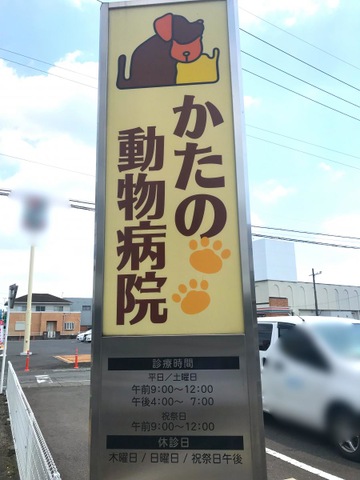 かたの
動物病院
診療時間
平日／土曜日
午前9:00〜12:00
午後4:00〜 7:00
祝祭日
午前9:00〜12:00
休診日
木曜日 / 日曜日 / 祝祭日午後